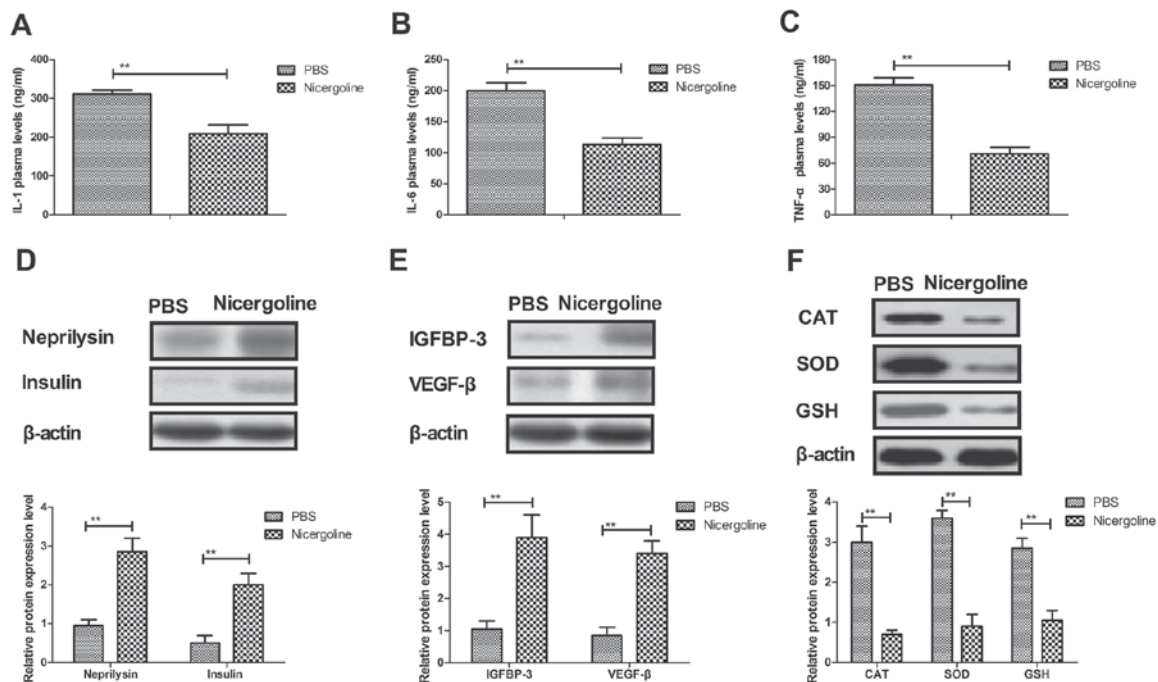 A
IL-1 plasma levels (ng/ml)
400
300
200
100
0
**
PBS
Nicergoline
B
IL-6 plasma levels (ng/ml)
250
200
150
100
50
0
**
PBS
Nicergoline
C
TNF-α plasma levels (ng/ml)
180
150
120
90
60
30
0
**
PBS
Nicergoline
D
PBS Nicergoline
Neprilysin
Insulin
β-actin
Relative protein expression level
4
3
2
1
0
**
**
PBS
Nicergoline
Neprilysin Insulin
E
PBS Nicergoline
IGFBP-3
VEGF-β
β-actin
Relative protein expression level
5
4
3
2
1
0
**
**
PBS
Nicergoline
IGFBP-3 VEGF-β
F
PBS Nicergoline
CAT
SOD
GSH
β-actin
Relative protein expression level
4
3
2
1
0
**
**
**
PBS
Nicergoline
CAT SOD GSH